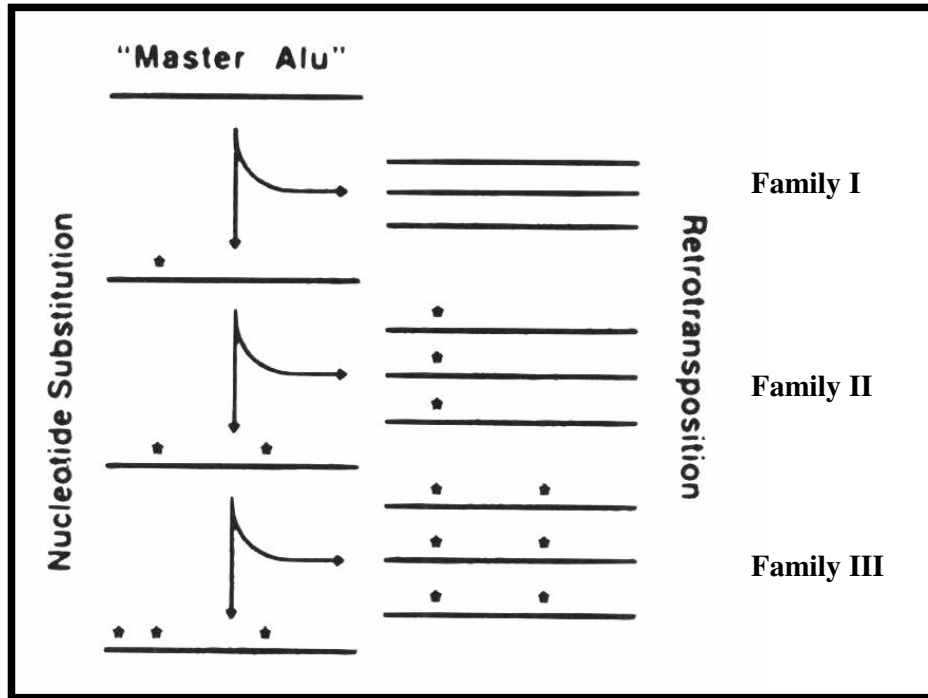 "Master Alu"
Family I
Nucleotide Substitution
Retrotransposition
Family II
Family III